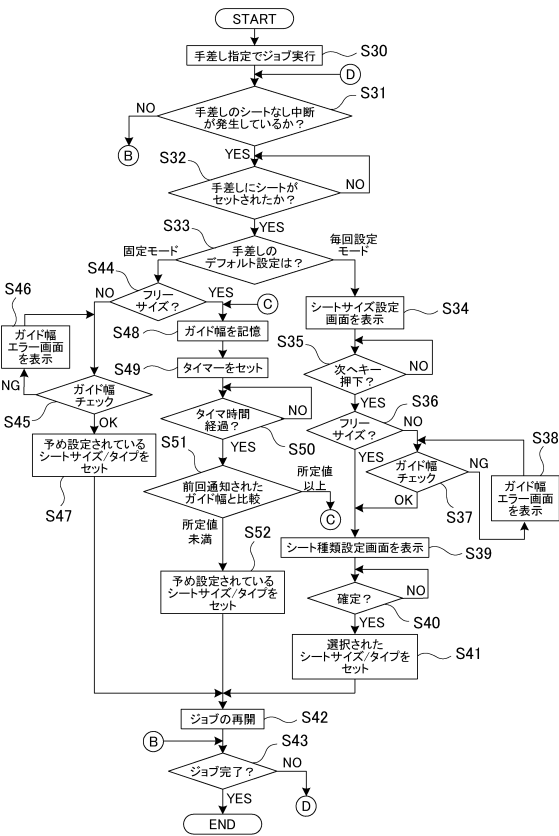 START
手差し指定でジョブ実行
S30
D
S31
手差しのシートなし中断
が発生しているか？
NO
B
YES
S32
手差しにシートが
セットされたか？
NO
YES
S33
手差しの
デフォルト設定は？
固定モード
毎回設定
モード
S44
フリー
サイズ？
NO
YES
C
S46
ガイド幅
エラー画面
を表示
NG
ガイド幅
チェック
S45
OK
予め設定されている
シートサイズ/タイプを
セット
S47
S48
ガイド幅を記憶
S49
タイマーをセット
タイマ時間
経過？
NO
S50
YES
S51
前回通知された
ガイド幅と比較
所定値
以上
C
所定値
未満
S52
予め設定されている
シートサイズ/タイプを
セット
シートサイズ設定
画面を表示
S34
S35
次へキー
押下？
NO
YES
S36
フリー
サイズ？
NO
YES
ガイド幅
チェック
NG
S37
OK
S38
ガイド幅
エラー画面
を表示
シート種類設定画面を表示
S39
確定？
NO
S40
YES
選択された
シートサイズ/タイプを
セット
S41
ジョブの再開
S42
B
S43
ジョブ完了？
NO
D
YES
END